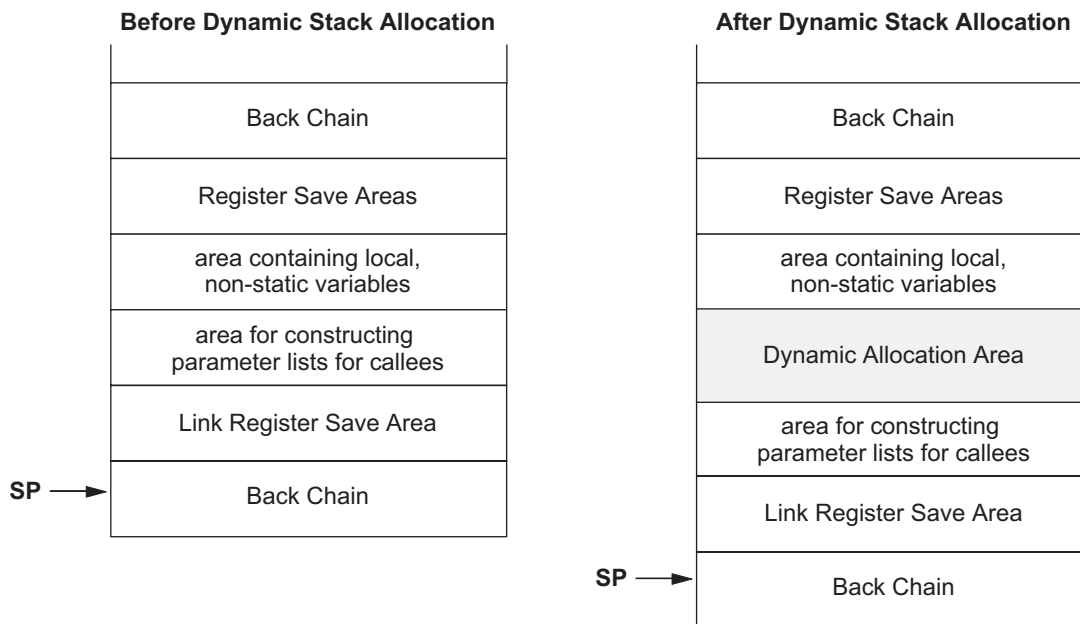 Before Dynamic Stack Allocation
Back Chain
Register Save Areas
area containing local,
non-static variables
area for constructing
parameter lists for callees
Link Register Save Area
SP
Back Chain
After Dynamic Stack Allocation
Back Chain
Register Save Areas
area containing local,
non-static variables
Dynamic Allocation Area
area for constructing
parameter lists for callees
Link Register Save Area
SP
Back Chain